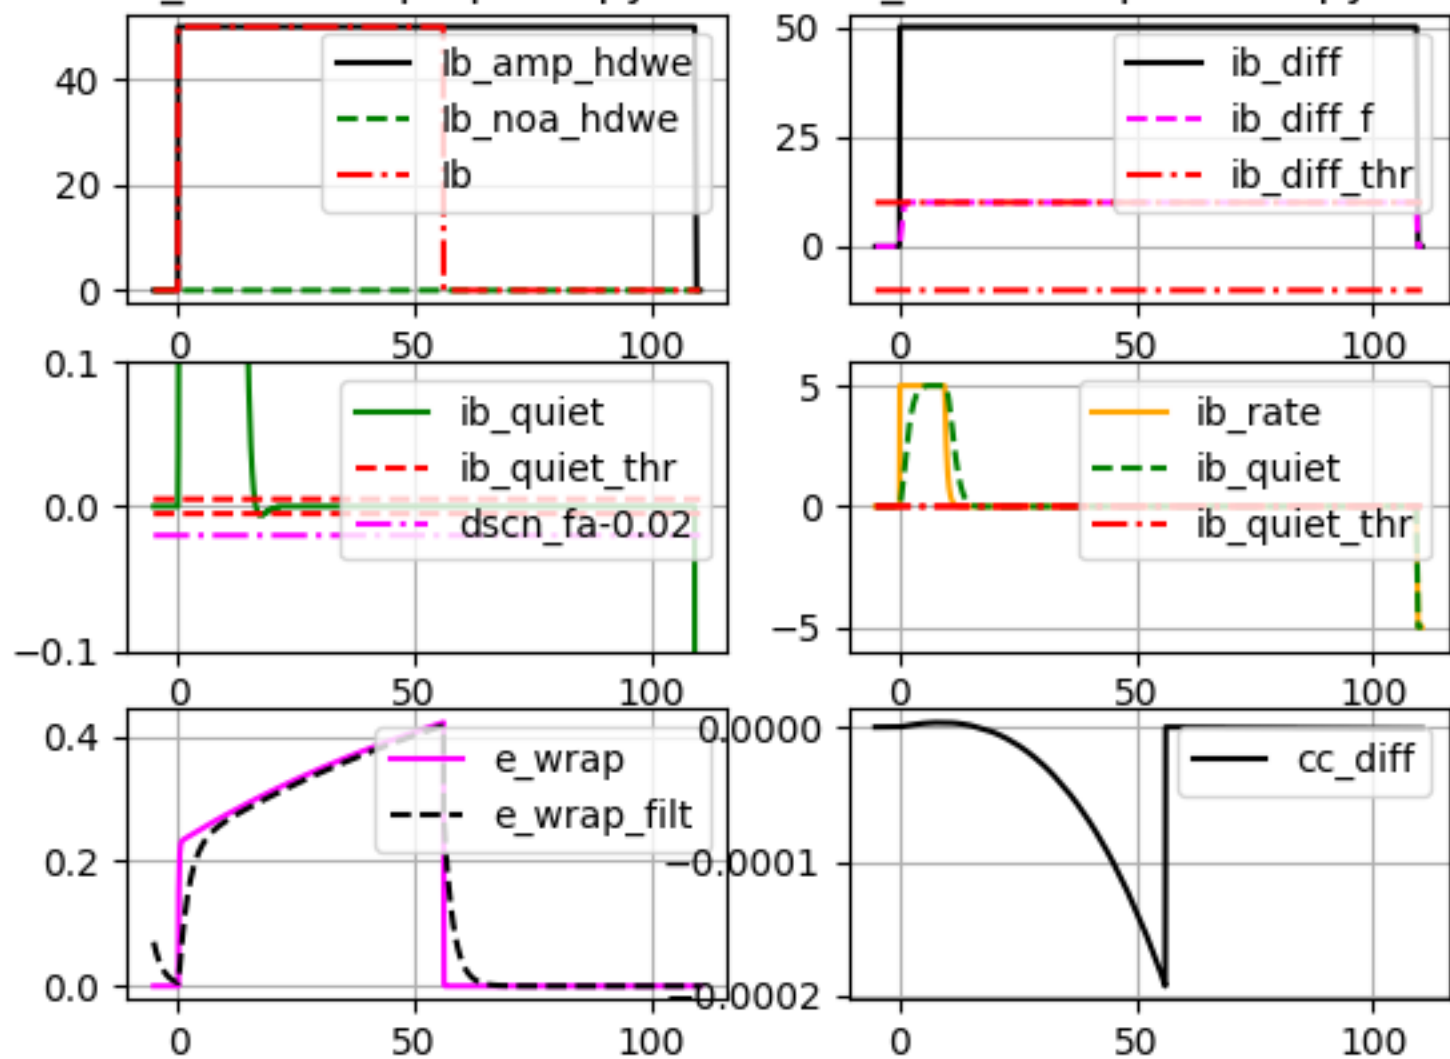 40
20
0
0
50
100
Ib_amp_hdwe
Ib_noa_hdwe
Ib
50
25
0
0
50
100
ib_diff
ib_diff_f
ib_diff_thr
0.1
0.0
−0.1
0
50
100
ib_quiet
ib_quiet_thr
dscn_fa-0.02
5
0
−5
0
50
100
ib_rate
ib_quiet
ib_quiet_thr
0.4
0.2
0.0
0
50
100
e_wrap
e_wrap_filt
0.0000
−0.0001
−0.0002
0
50
100
cc_diff